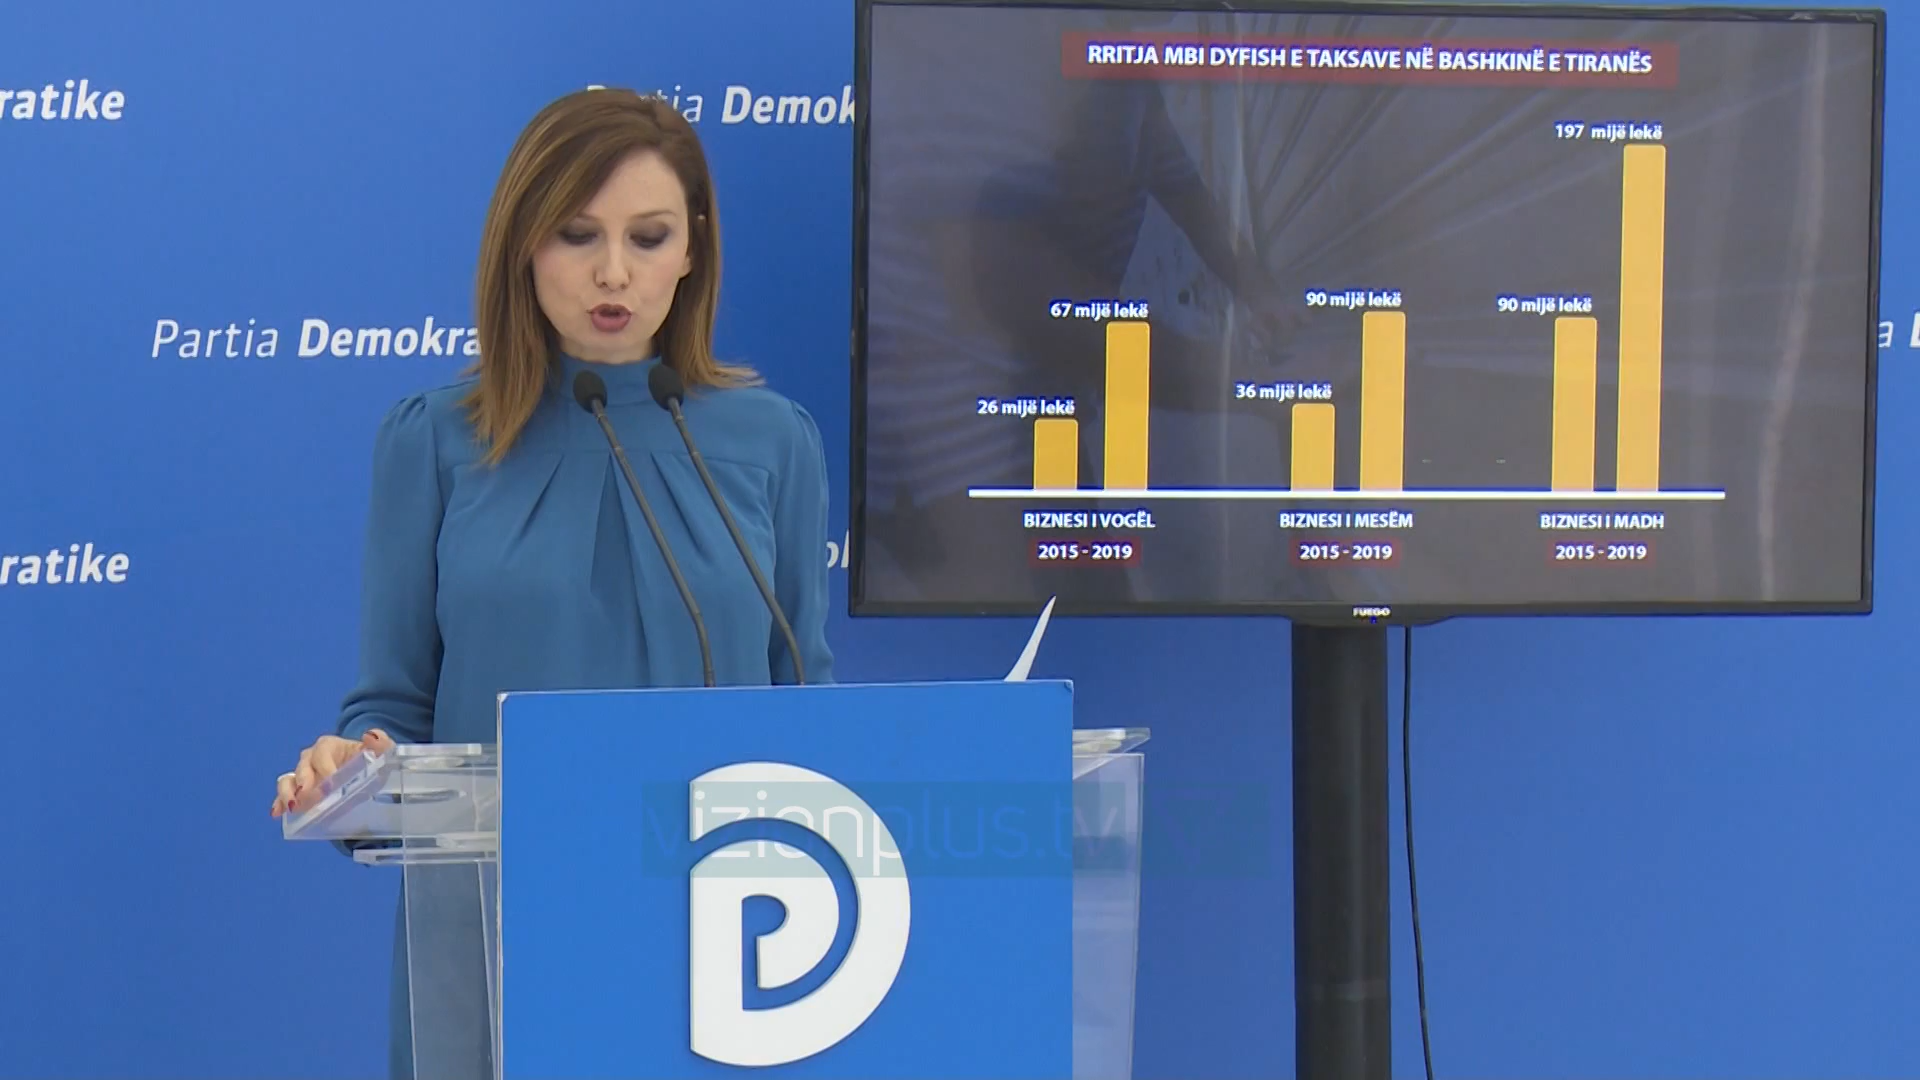 ratike
Partia Demok
RRITJA MBI DYFISH E TAKSAVE NË BASHKINË E TIRANËS
197 mijë lekë
67 mijë lekë
90 mijë lekë
90 mijë lekë
26 mijë lekë
36 mijë lekë
Partia Demokra
a D
BIZNESI I VOGËL
BIZNESI I MESËM
BIZNESI I MADH
2015 - 2019
2015 - 2019
2015 - 2019
ratike
FUEGO
vizionplus.tv